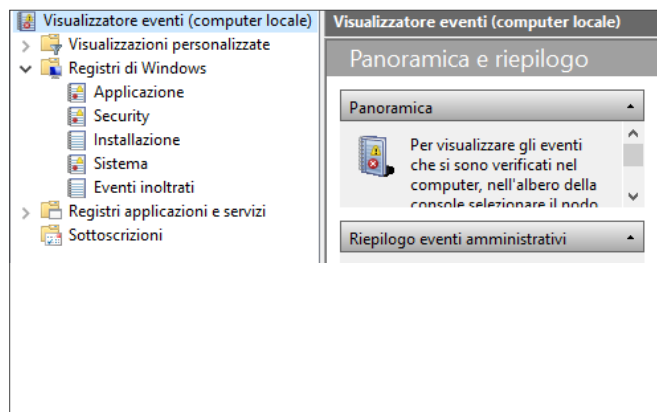 Visualizzatore eventi (computer locale)
Visualizzazioni personalizzate
Registri di Windows
Applicazione
Security
Installazione
Sistema
Eventi inoltrati
Registri applicazioni e servizi
Sottoscrizioni
Visualizzatore eventi (computer locale)
Panoramica e riepilogo
Panoramica
Per visualizzare gli eventi
che si sono verificati nel
computer, nell'albero della
console selezionare il nodo
Riepilogo eventi amministrativi